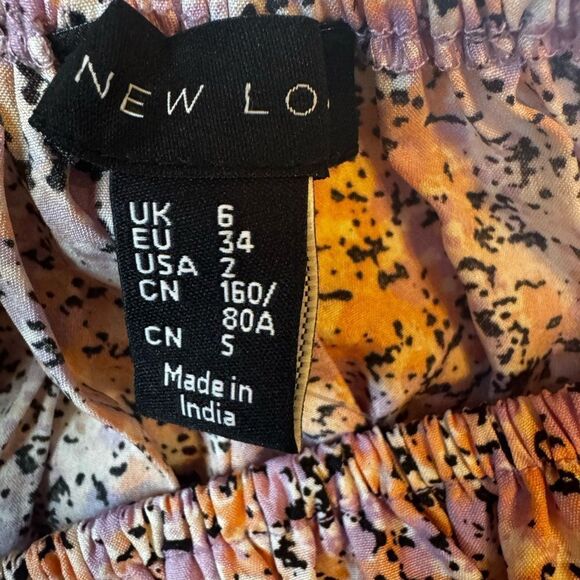 NEW LO
UK 6
EU 34
USA 2
CN 160/
80A
CN S
Made in
India